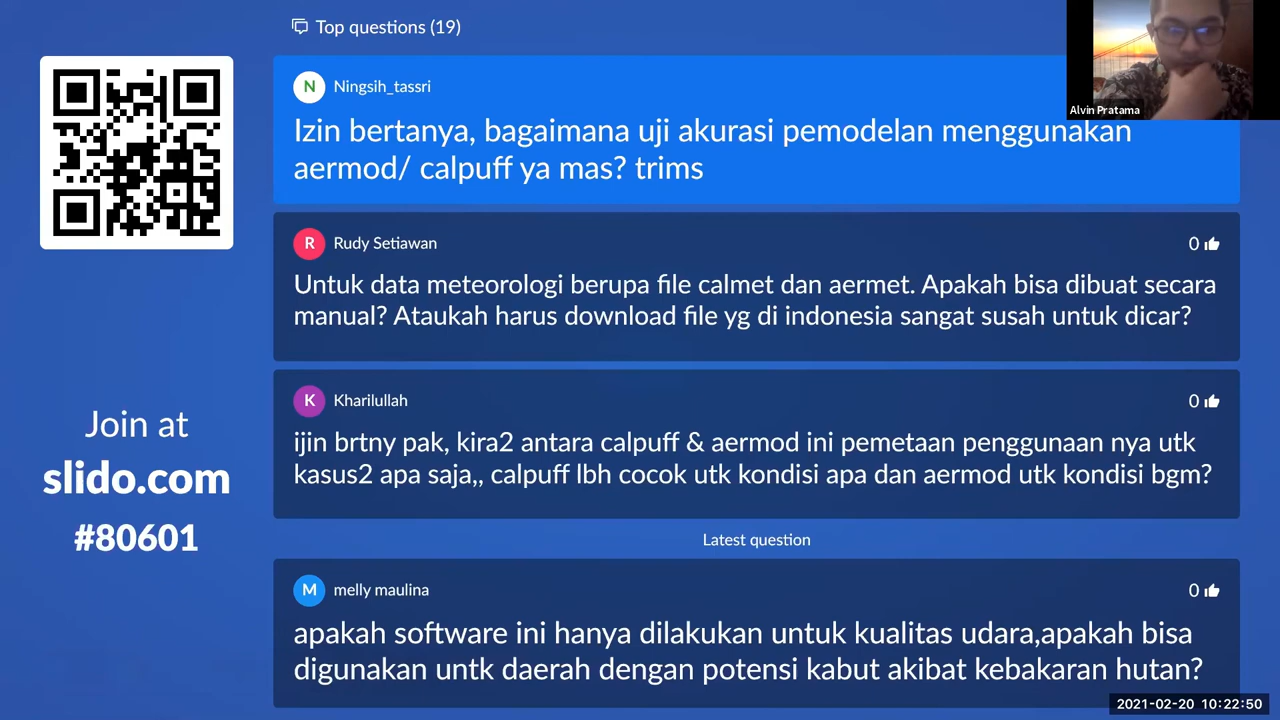 Top questions (19)
Alvin Pratama
N
Ningsih_tassri
Izin bertanya, bagaimana uji akurasi pemodelan menggunakan
aermod/ calpuff ya mas? trims
R
Rudy Setiawan
0
Untuk data meteorologi berupa file calmet dan aermet. Apakah bisa dibuat secara
manual? Ataukah harus download file yg di indonesia sangat susah untuk dicar?
Join at
slido.com
#80601
K
Kharilullah
0
ijin brtny pak, kira2 antara calpuff & aermod ini pemetaan penggunaan nya utk
kasus2 apa saja,, calpuff lbh cocok utk kondisi apa dan aermod utk kondisi bgm?
Latest question
M
melly maulina
0
apakah software ini hanya dilakukan untuk kualitas udara,apakah bisa
digunakan untk daerah dengan potensi kabut akibat kebakaran hutan?
2021-02-20 10:22:50